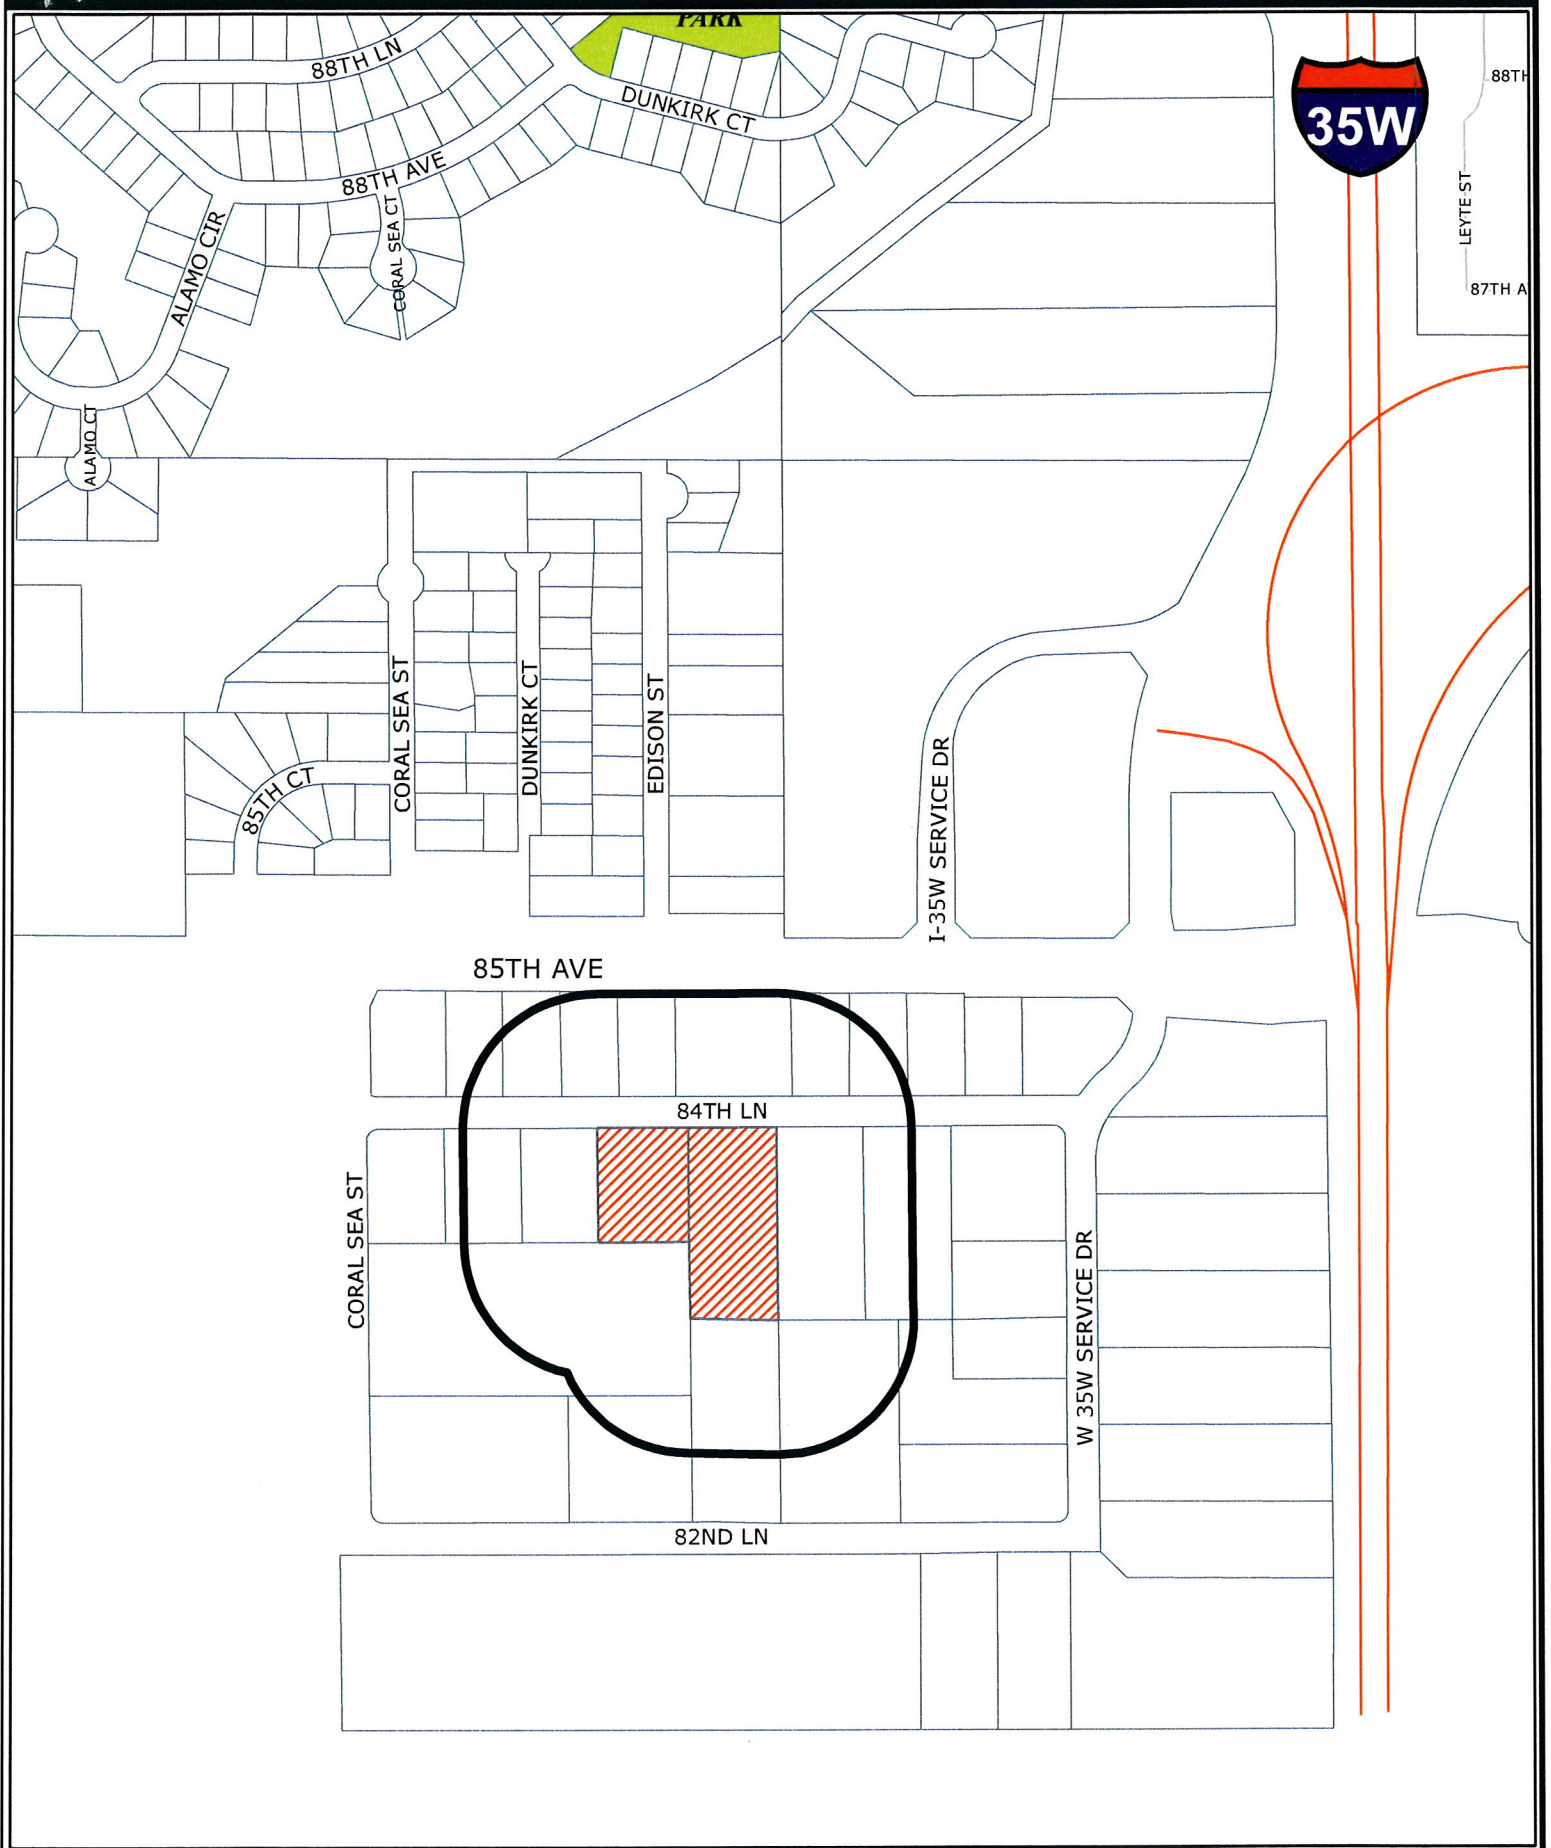 PARK
88TH LN
DUNKIRK CT
88TH
35W
88TH AVE
LEYTE ST
CORAL SEA CT
ALAMO CIR
87TH A
ALAMO CT
CORAL SEA ST
DUNKIRK CT
EDISON ST
85TH CT
I-35W SERVICE DR
85TH AVE
84TH LN
CORAL SEA ST
W 35W SERVICE DR
82ND LN